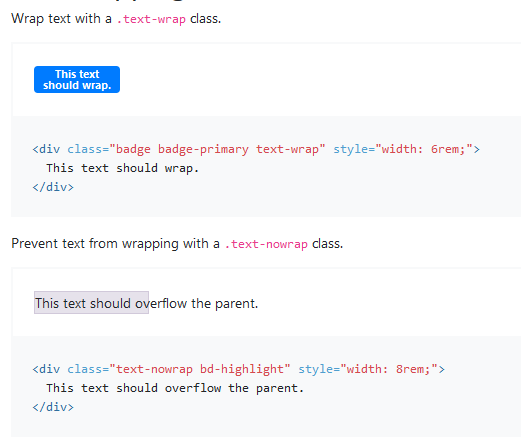 Wrap text with a .text-wrap class.
This text
should wrap.
<div class="badge badge-primary text-wrap" style="width: 6rem;">
  This text should wrap.
</div>
Prevent text from wrapping with a .text-nowrap class.
This text should overflow the parent.
<div class="text-nowrap bd-highlight" style="width: 8rem;">
  This text should overflow the parent.
</div>